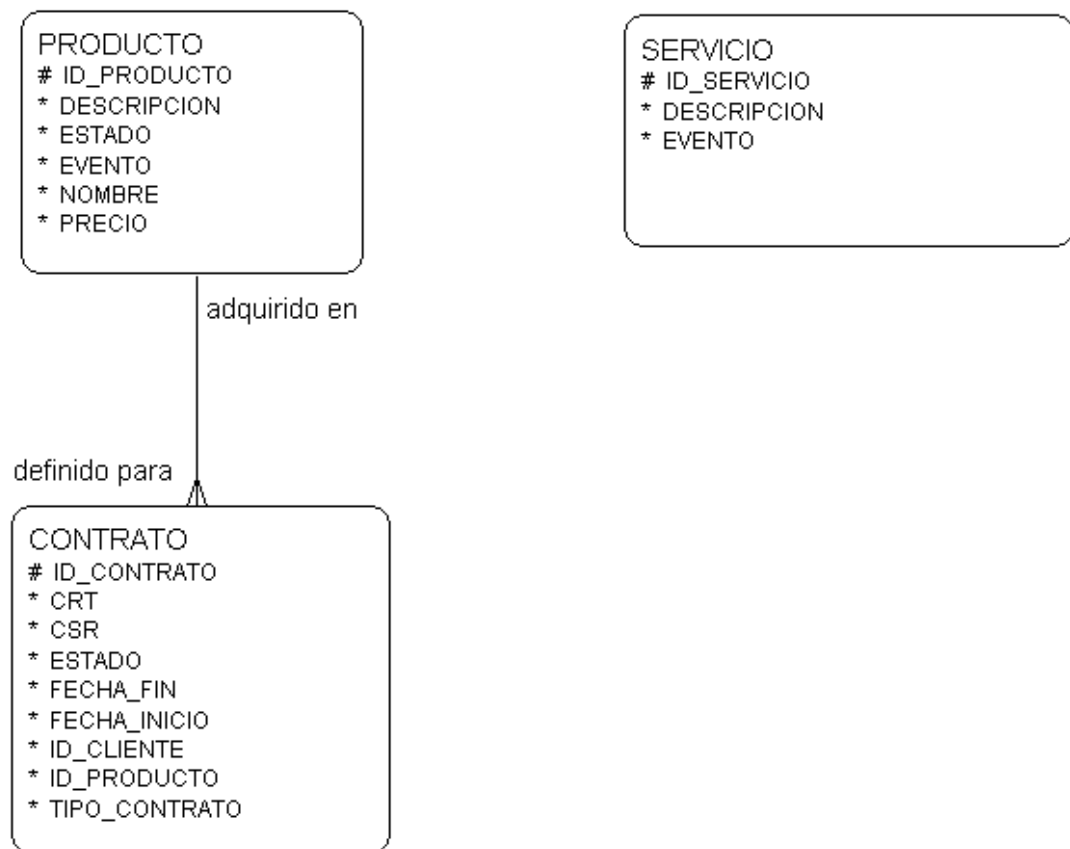 PRODUCTO
# ID_PRODUCTO
* DESCRIPCION
* ESTADO
* EVENTO
* NOMBRE
* PRECIO
SERVICIO
# ID_SERVICIO
* DESCRIPCION
* EVENTO
adquirido en
definido para
CONTRATO
# ID_CONTRATO
* CRT
* CSR
* ESTADO
* FECHA_FIN
* FECHA_INICIO
* ID_CLIENTE
* ID_PRODUCTO
* TIPO_CONTRATO